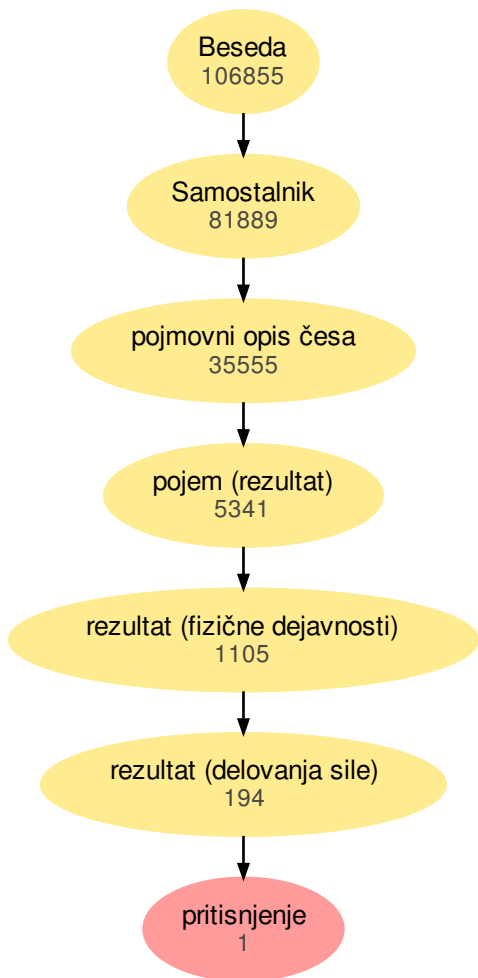 Beseda
106855
Samostalnik
81889
pojmovni opis česa
35555
pojem (rezultat)
5341
rezultat (fizične dejavnosti)
1105
rezultat (delovanja sile)
194
pritisnjenje
1